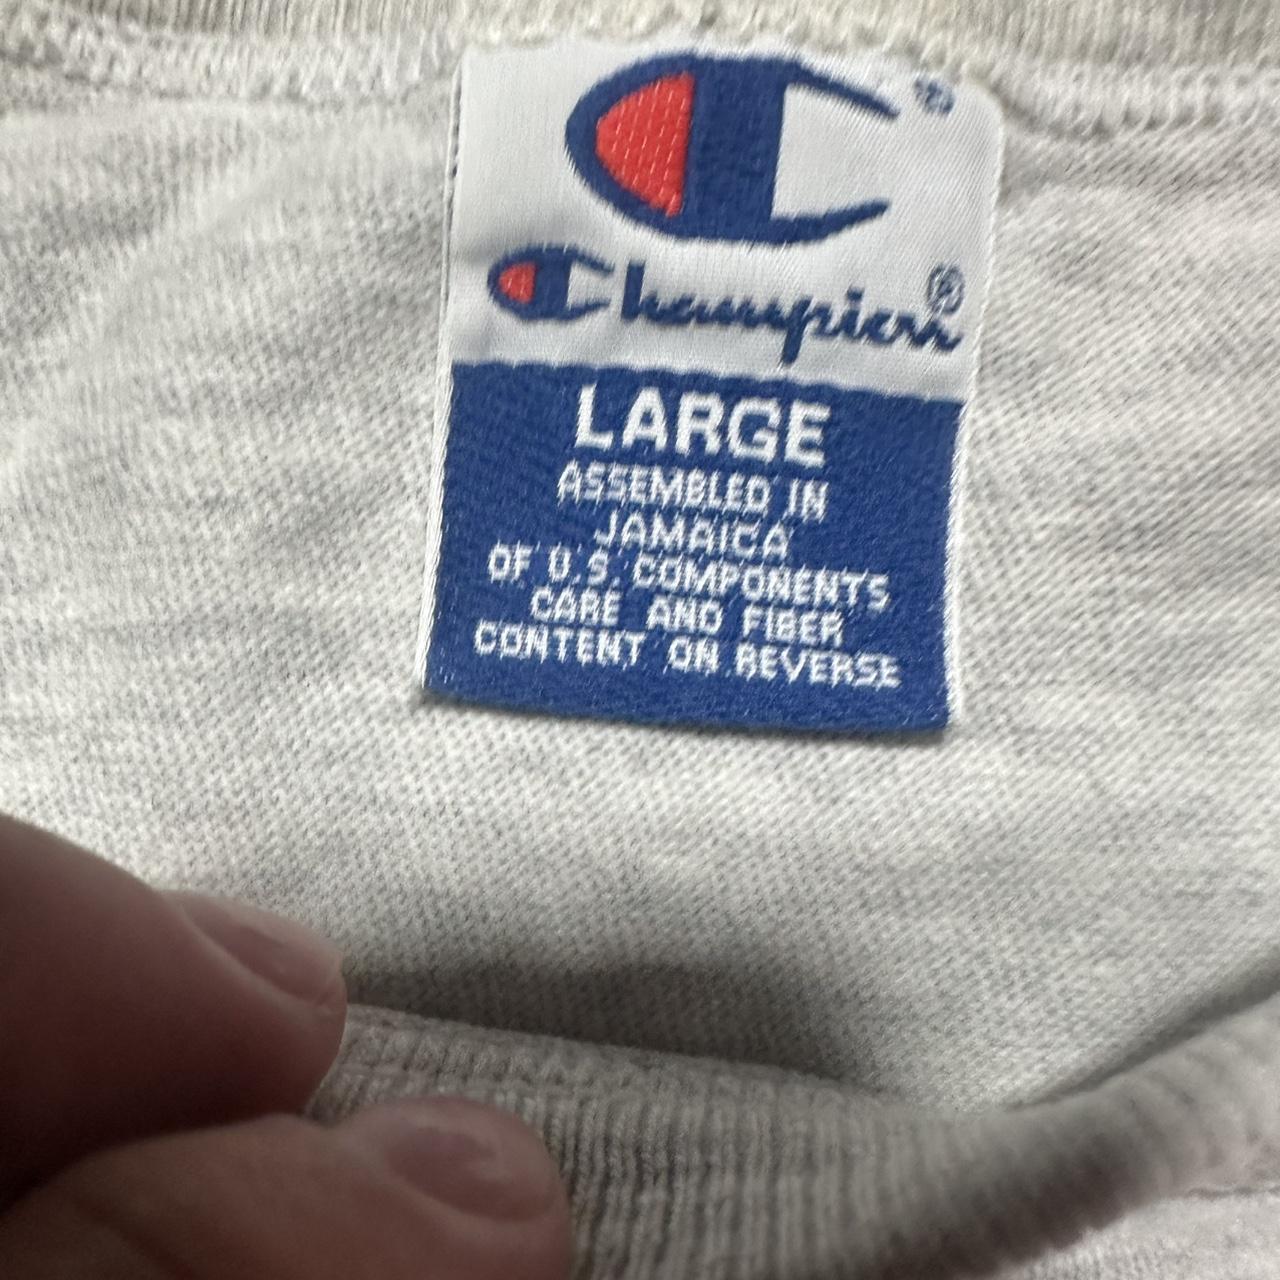 ®
Champion®
LARGE
ASSEMBLED IN
JAMAICA
OF U.S. COMPONENTS
CARE AND FIBER
CONTENT ON REVERSE